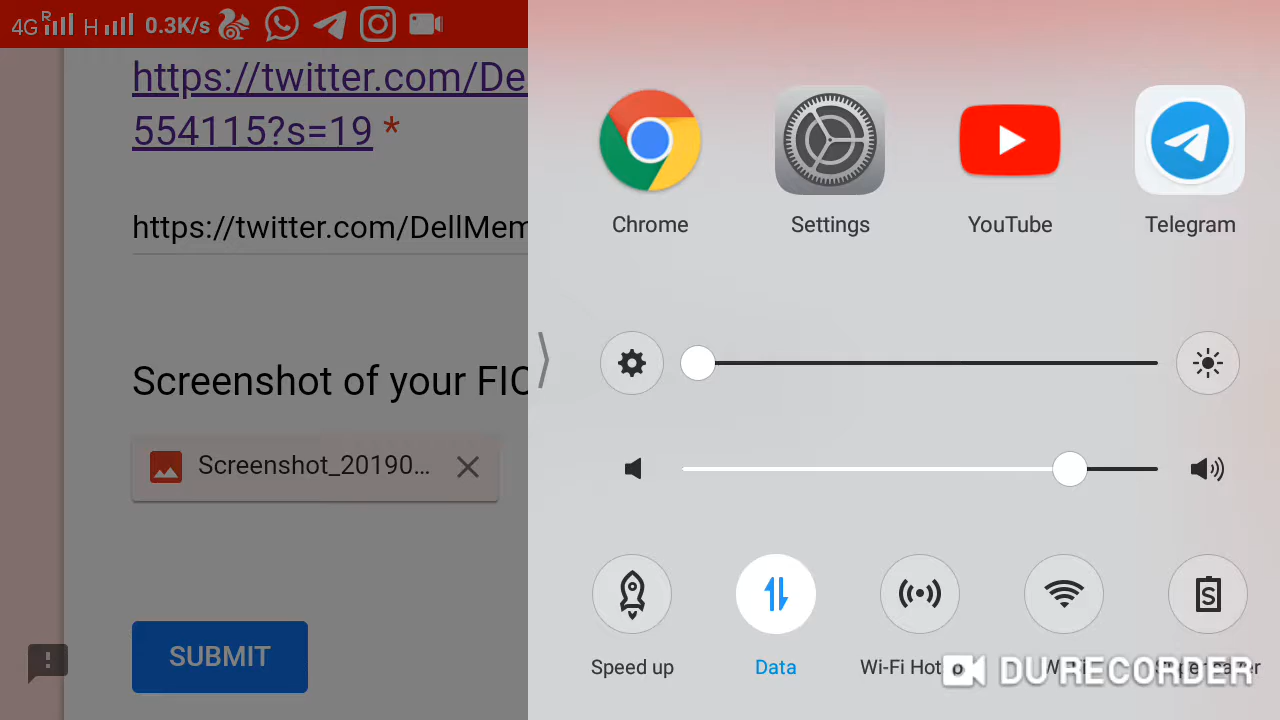 4G R H 0.3K/s
https://twitter.com/De
554115?s=19 *
https://twitter.com/DellMem
Screenshot of your FIC
Screenshot_20190...
SUBMIT
Chrome Settings YouTube Telegram
S
Speed up Data Wi-Fi
DU RECORDER